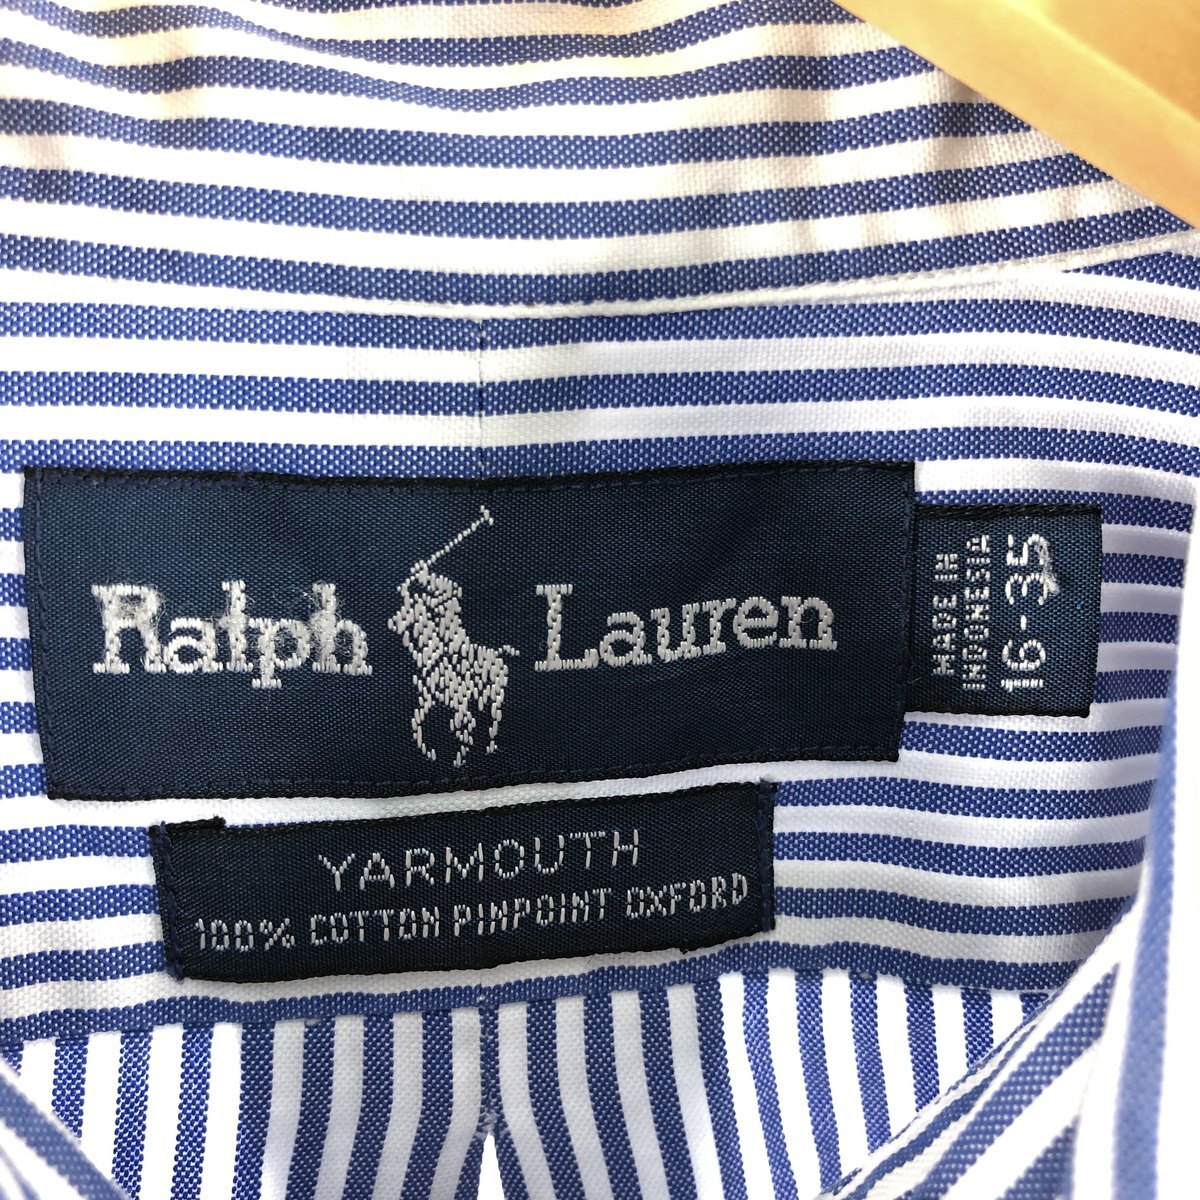 Ralph Lauren
MADE IN
INDONESIA
16-35
YARMOUTH
100% COTTON PINPOINT OXFORD